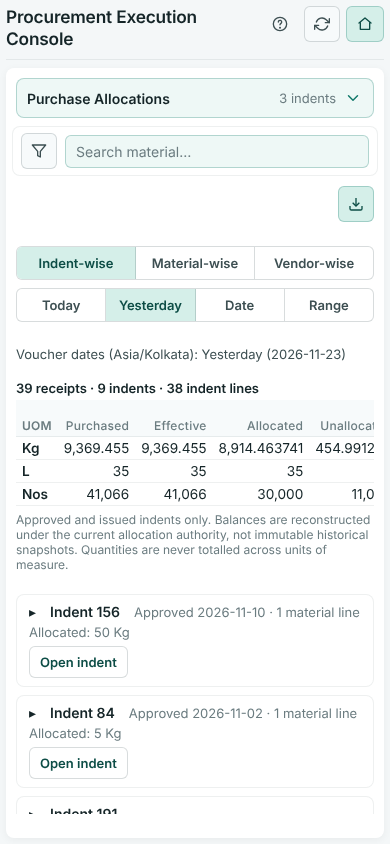 Procurement Execution
Console
Purchase Allocations 3 indents
Search material...
Indent-wise Material-wise Vendor-wise
Today Yesterday Date Range
Voucher dates (Asia/Kolkata): Yesterday (2026-11-23)
39 receipts · 9 indents · 38 indent lines
UOM Purchased Effective Allocated Unallocat
Kg 9,369.455 9,369.455 8,914.463741 454.9912
L 35 35 35
Nos 41,066 41,066 30,000 11,0
Approved and issued indents only. Balances are reconstructed
under the current allocation authority, not immutable historical
snapshots. Quantities are never totalled across units of
measure.
▸ Indent 156 Approved 2026-11-10 · 1 material line
Allocated: 50 Kg
Open indent
▸ Indent 84 Approved 2026-11-02 · 1 material line
Allocated: 5 Kg
Open indent
Indent 191